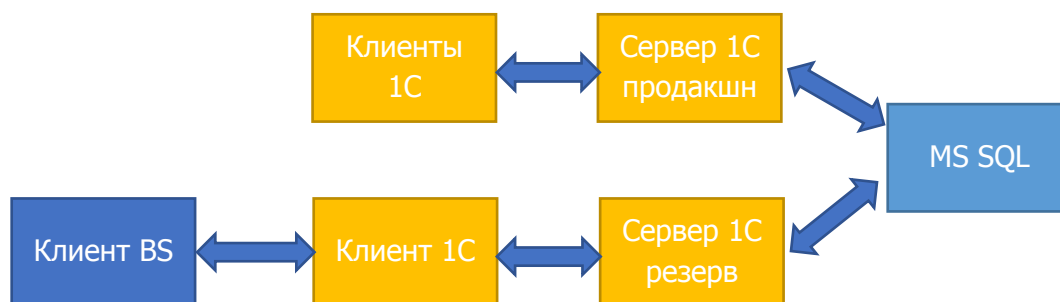 Клиенты
1С
Сервер 1С
продакшн
MS SQL
Клиент BS
Клиент 1С
Сервер 1С
резерв